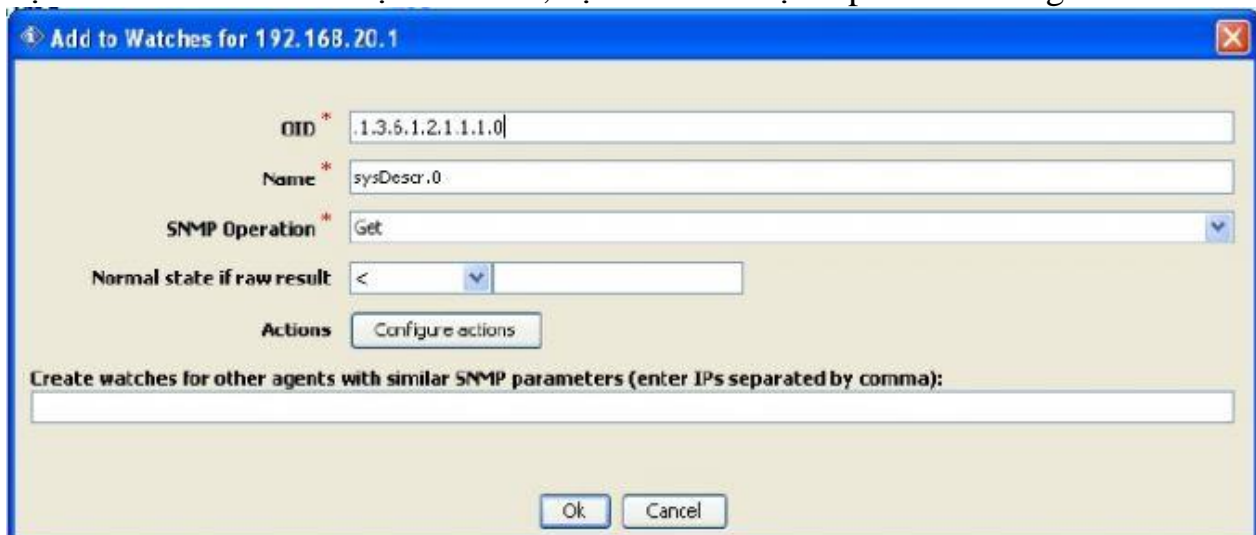 Add to Watches for 192.168.20.1
OID * .1.3.6.1.2.1.1.1.0
Name * sysDescr.0
SNMP Operation * Get
Normal state if raw result <
Actions Configure actions
Create watches for other agents with similar SNMP parameters (enter IPs separated by comma):
Ok Cancel